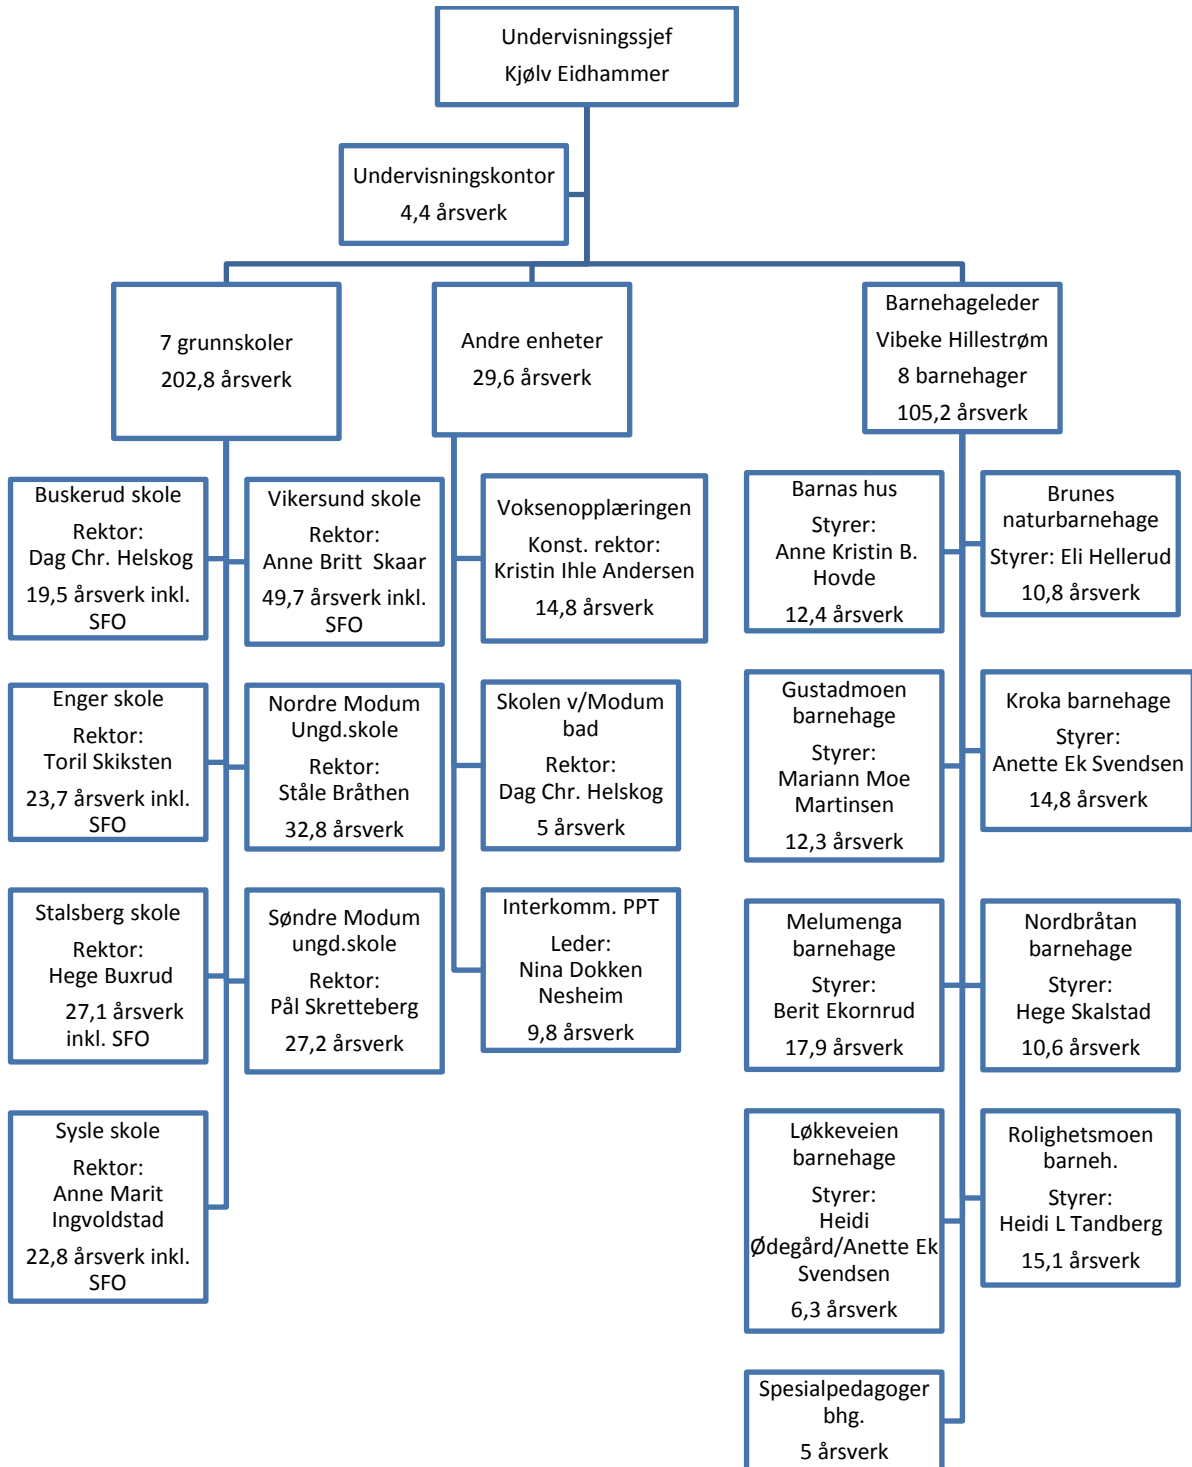 Undervisningssjef
Kjølv Eidhammer
Undervisningskontor
4,4 årsverk
7 grunnskoler
202,8 årsverk
Andre enheter
29,6 årsverk
Barnehageleder
Vibeke Hillestrøm
8 barnehager
105,2 årsverk
Buskerud skole
Rektor:
Dag Chr. Helskog
19,5 årsverk inkl.
SFO
Vikersund skole
Rektor:
Anne Britt  Skaar
49,7 årsverk inkl.
SFO
Voksenopplæringen
Konst. rektor:
Kristin Ihle Andersen
14,8 årsverk
Barnas hus
Styrer:
Anne Kristin B.
Hovde
12,4 årsverk
Brunes
naturbarnehage
Styrer: Eli Hellerud
10,8 årsverk
Enger skole
Rektor:
Toril Skiksten
23,7 årsverk inkl.
SFO
Nordre Modum
Ungd.skole
Rektor:
Ståle Bråthen
32,8 årsverk
Skolen v/Modum
bad
Rektor:
Dag Chr. Helskog
5 årsverk
Gustadmoen
barnehage
Styrer:
Mariann Moe
Martinsen
12,3 årsverk
Kroka barnehage
Styrer:
Anette Ek Svendsen
14,8 årsverk
Stalsberg skole
Rektor:
Hege Buxrud
27,1 årsverk
inkl. SFO
Søndre Modum
ungd.skole
Rektor:
Pål Skretteberg
27,2 årsverk
Interkomm. PPT
Leder:
Nina Dokken
Nesheim
9,8 årsverk
Melumenga
barnehage
Styrer:
Berit Ekornrud
17,9 årsverk
Nordbråtan
barnehage
Styrer:
Hege Skalstad
10,6 årsverk
Sysle skole
Rektor:
Anne Marit
Ingvoldstad
22,8 årsverk inkl.
SFO
Løkkeveien
barnehage
Styrer:
Heidi
Ødegård/Anette Ek
Svendsen
6,3 årsverk
Rolighetsmoen
barneh.
Styrer:
Heidi L Tandberg
15,1 årsverk
Spesialpedagoger
bhg.
5 årsverk